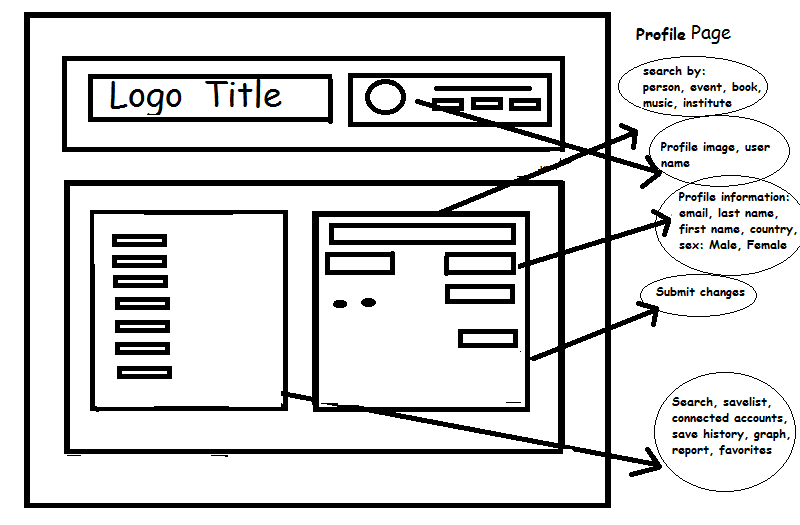 Profile Page
Logo Title
search by:
person, event, book,
music, institute
Profile image, user
name
Profile information:
email, last name,
first name, country,
sex: Male, Female
Submit changes
Search, savelist,
connected accounts,
save history, graph,
report, favorites